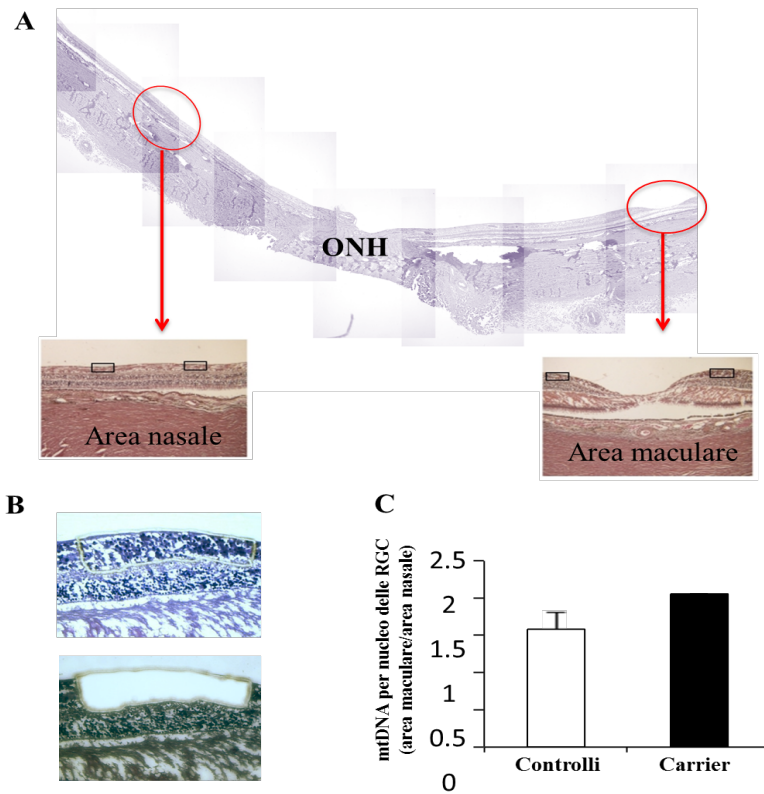 A
ONH
Area nasale
Area maculare
B
C
mtDNA per nucleo delle RGC
(area maculare/area nasale)
2.5
2
1.5
1
0.5
0
Controlli
Carrier